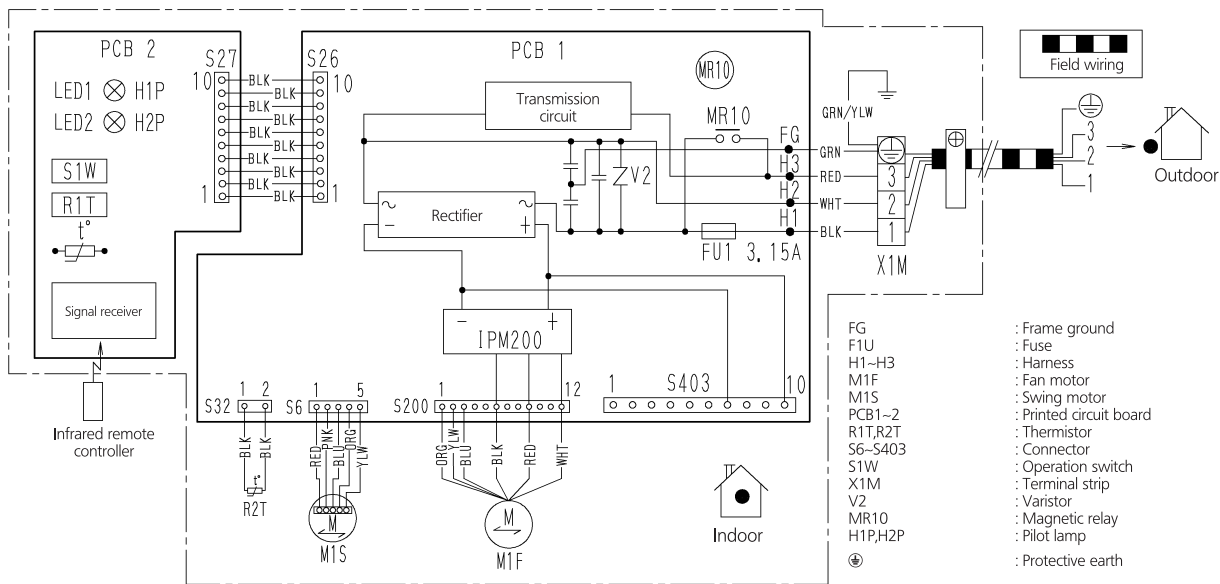 PCB 2
S27
S26
PCB 1
MR10
Field wiring
LED1 H1P
LED2 H2P
10
10
BLK
BLK
BLK
BLK
BLK
BLK
BLK
BLK
BLK
BLK
1
1
Transmission circuit
MR10
GRN/YLW
FG
GRN
H3
RED
3
H2
WHT
2
H1
BLK
1
X1M
3
2
1
Outdoor
S1W
R1T
t°
V2
~
Rectifier
~
−
+
FU1 3.15A
Signal receiver
−
+
IPM200
Infrared remote controller
S32
1
2
S6
1
5
S200
1
12
1
S403
10
BLK
BLK
t°
R2T
RED
PNK
BLU
ORG
YLW
M
M1S
ORG
YLW
BLU
BLK
RED
WHT
M
M1F
Indoor
FG : Frame ground
F1U : Fuse
H1~H3 : Harness
M1F : Fan motor
M1S : Swing motor
PCB1~2 : Printed circuit board
R1T,R2T : Thermistor
S6~S403 : Connector
S1W : Operation switch
X1M : Terminal strip
V2 : Varistor
MR10 : Magnetic relay
H1P,H2P : Pilot lamp
: Protective earth